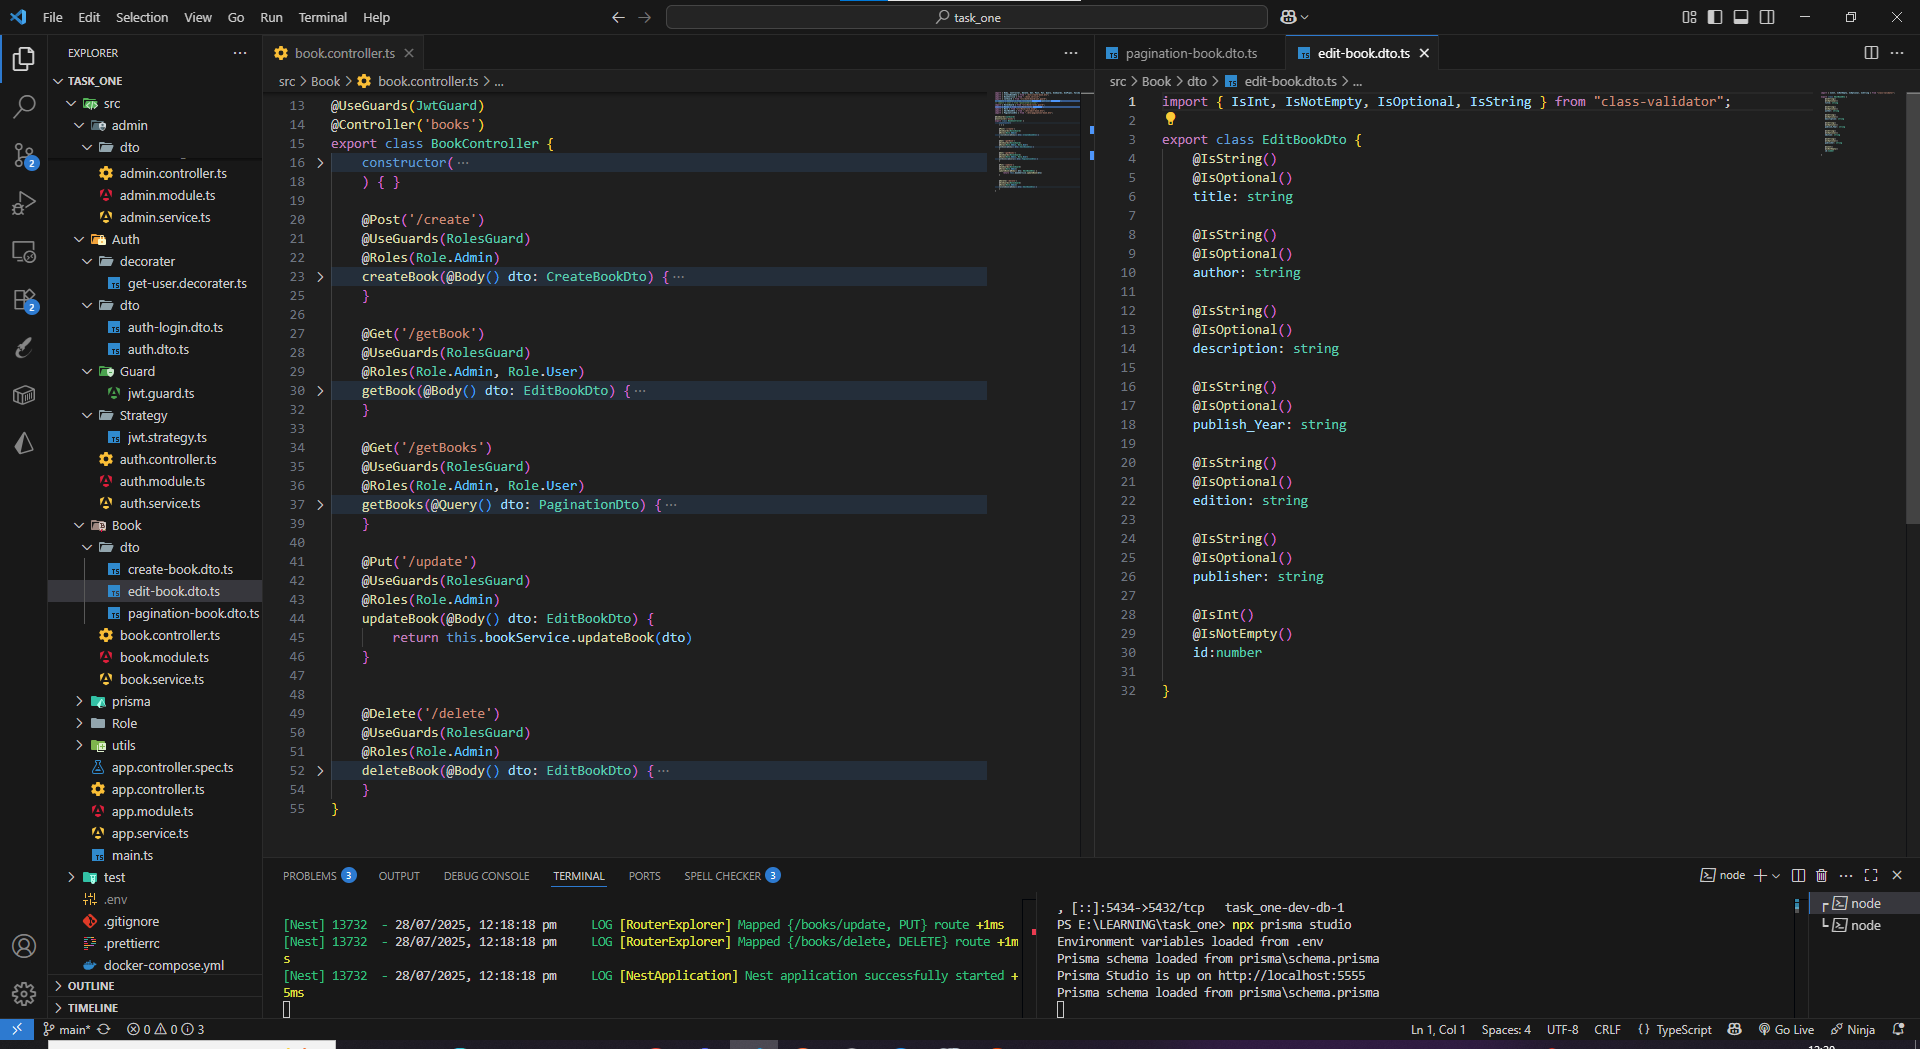 File Edit Selection View Go Run Terminal Help
task_one
EXPLORER
TASK_ONE
src
admin
dto
admin.controller.ts
admin.module.ts
admin.service.ts
Auth
decorater
get-user.decorater.ts
dto
auth-login.dto.ts
auth.dto.ts
Guard
jwt.guard.ts
Strategy
jwt.strategy.ts
auth.controller.ts
auth.module.ts
auth.service.ts
Book
dto
create-book.dto.ts
edit-book.dto.ts
pagination-book.dto.ts
book.controller.ts
book.module.ts
book.service.ts
prisma
Role
utils
app.controller.spec.ts
app.controller.ts
app.module.ts
app.service.ts
main.ts
test
.env
.gitignore
.prettierrc
docker-compose.yml
OUTLINE
TIMELINE
book.controller.ts
src > Book > book.controller.ts > ...
13 @UseGuards(JwtGuard)
14 @Controller('books')
15 export class BookController {
16 constructor(···
18 ) { }
19
20 @Post('/create')
21 @UseGuards(RolesGuard)
22 @Roles(Role.Admin)
23 createBook(@Body() dto: CreateBookDto) {···
25 }
26
27 @Get('/getBook')
28 @UseGuards(RolesGuard)
29 @Roles(Role.Admin, Role.User)
30 getBook(@Body() dto: EditBookDto) {···
32 }
33
34 @Get('/getBooks')
35 @UseGuards(RolesGuard)
36 @Roles(Role.Admin, Role.User)
37 getBooks(@Query() dto: PaginationDto) {···
39 }
40
41 @Put('/update')
42 @UseGuards(RolesGuard)
43 @Roles(Role.Admin)
44 updateBook(@Body() dto: EditBookDto) {
45 return this.bookService.updateBook(dto)
46 }
47
48
49 @Delete('/delete')
50 @UseGuards(RolesGuard)
51 @Roles(Role.Admin)
52 deleteBook(@Body() dto: EditBookDto) {···
54 }
55 }
pagination-book.dto.ts edit-book.dto.ts
src > Book > dto > edit-book.dto.ts > ...
1 import { IsInt, IsNotEmpty, IsOptional, IsString } from "class-validator";
2
3 export class EditBookDto {
4 @IsString()
5 @IsOptional()
6 title: string
7
8 @IsString()
9 @IsOptional()
10 author: string
11
12 @IsString()
13 @IsOptional()
14 description: string
15
16 @IsString()
17 @IsOptional()
18 publish_Year: string
19
20 @IsString()
21 @IsOptional()
22 edition: string
23
24 @IsString()
25 @IsOptional()
26 publisher: string
27
28 @IsInt()
29 @IsNotEmpty()
30 id:number
31
32 }
PROBLEMS 3 OUTPUT DEBUG CONSOLE TERMINAL PORTS SPELL CHECKER 3
node
[Nest] 13732 - 28/07/2025, 12:18:18 pm LOG [RouterExplorer] Mapped {/books/update, PUT} route +1ms
[Nest] 13732 - 28/07/2025, 12:18:18 pm LOG [RouterExplorer] Mapped {/books/delete, DELETE} route +1m
s
[Nest] 13732 - 28/07/2025, 12:18:18 pm LOG [NestApplication] Nest application successfully started +
5ms
, [::]:5434->5432/tcp task_one-dev-db-1
PS E:\LEARNING\task_one> npx prisma studio
Environment variables loaded from .env
Prisma schema loaded from prisma\schema.prisma
Prisma Studio is up on http://localhost:5555
Prisma schema loaded from prisma\schema.prisma
node
node
2
2
main* 0 0 3
Ln 1, Col 1 Spaces: 4 UTF-8 CRLF {} TypeScript Go Live Ninja